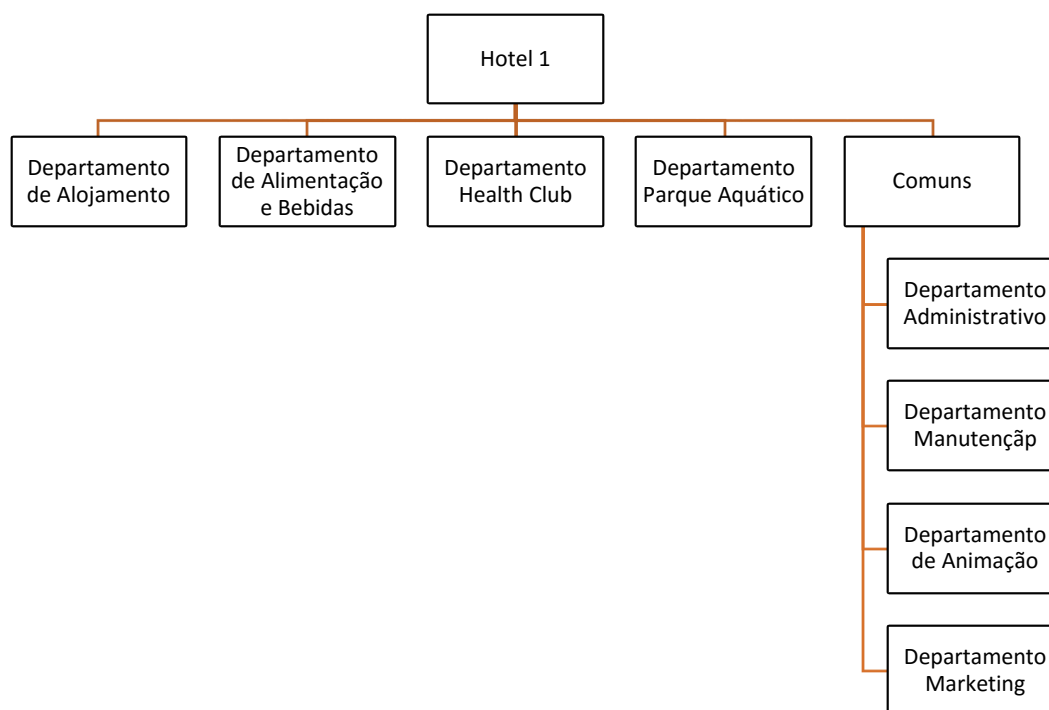 Hotel 1
Departamento
de Alojamento
Departamento
de Alimentação
e Bebidas
Departamento
Health Club
Departamento
Parque Aquático
Comuns
Departamento
Administrativo
Departamento
Manutençãp
Departamento
de Animação
Departamento
Marketing